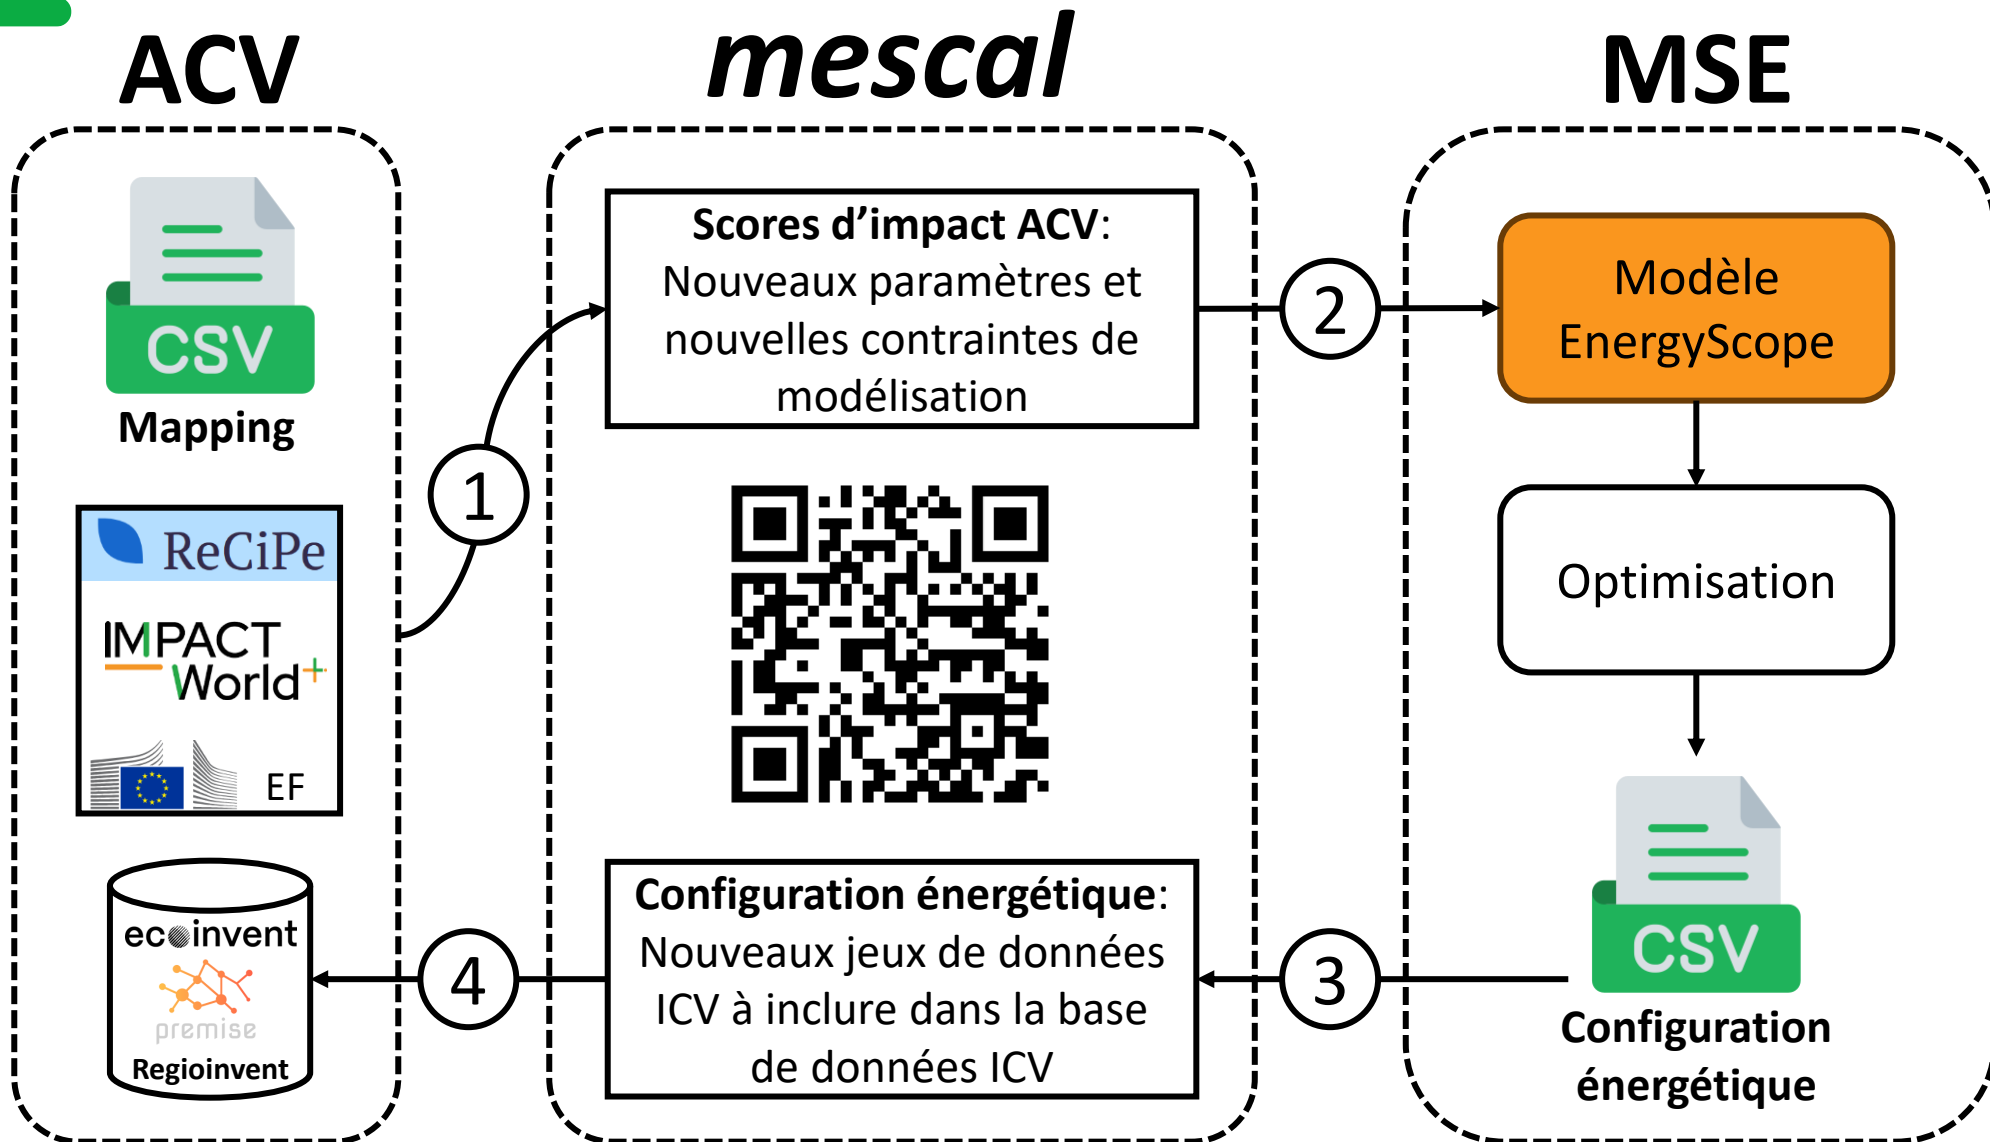 ACV
mescal
MSE
CSV
Mapping
ReCiPe
IMPACT
World+
EF
ecoinvent
premise
Regioinvent
1
Scores d’impact ACV:
Nouveaux paramètres et
nouvelles contraintes de
modélisation
2
Modèle
EnergyScope
Optimisation
CSV
Configuration
énergétique
3
Configuration énergétique:
Nouveaux jeux de données
ICV à inclure dans la base
de données ICV
4